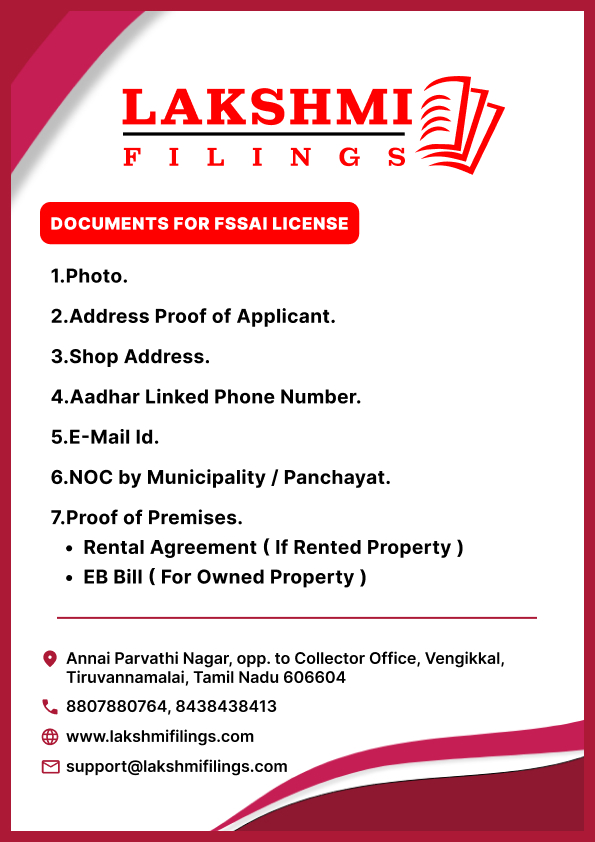 LAKSHMI
FILINGS
DOCUMENTS FOR FSSAI LICENSE
1.Photo.
2.Address Proof of Applicant.
3.Shop Address.
4.Aadhar Linked Phone Number.
5.E-Mail Id.
6.NOC by Municipality / Panchayat.
7.Proof of Premises.
• Rental Agreement ( If Rented Property )
• EB Bill ( For Owned Property )
Annai Parvathi Nagar, opp. to Collector Office, Vengikkal,
Tiruvannamalai, Tamil Nadu 606604
8807880764, 8438438413
www.lakshmifilings.com
support@lakshmifilings.com